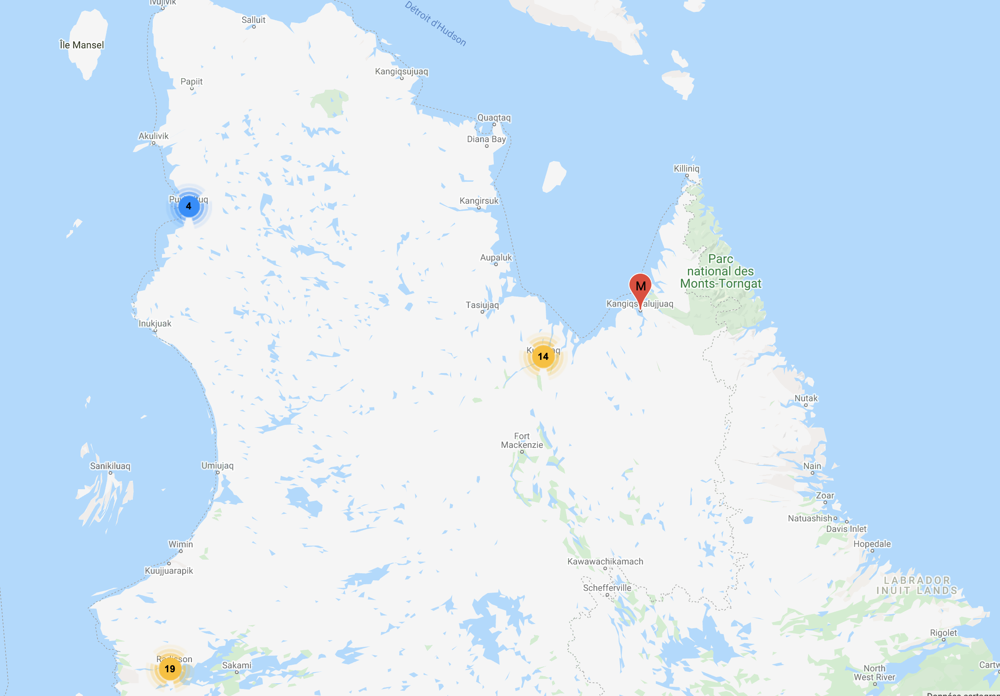 Ivujivik
Salluit
Détroit d'Hudson
Île Mansel
Kangiqsujuaq
Papiit
Quaqtaq
Akulivik
Diana Bay
Killiniq
Kangirsuk
4
Aupaluk
Parc
national des
Monts-Torngat
M
Tasiujaq
Inukjuak
14
Nutak
Fort
Mackenzie
Sanikiluaq
Umiujaq
Nain
Zoar
Natuashish
Davis Inlet
Wimin
Hopedale
Kawawachikamach
Kuujjuarapik
LABRADOR
INUIT LANDS
Schefferville
Rigolet
Sakami
19
North
West River